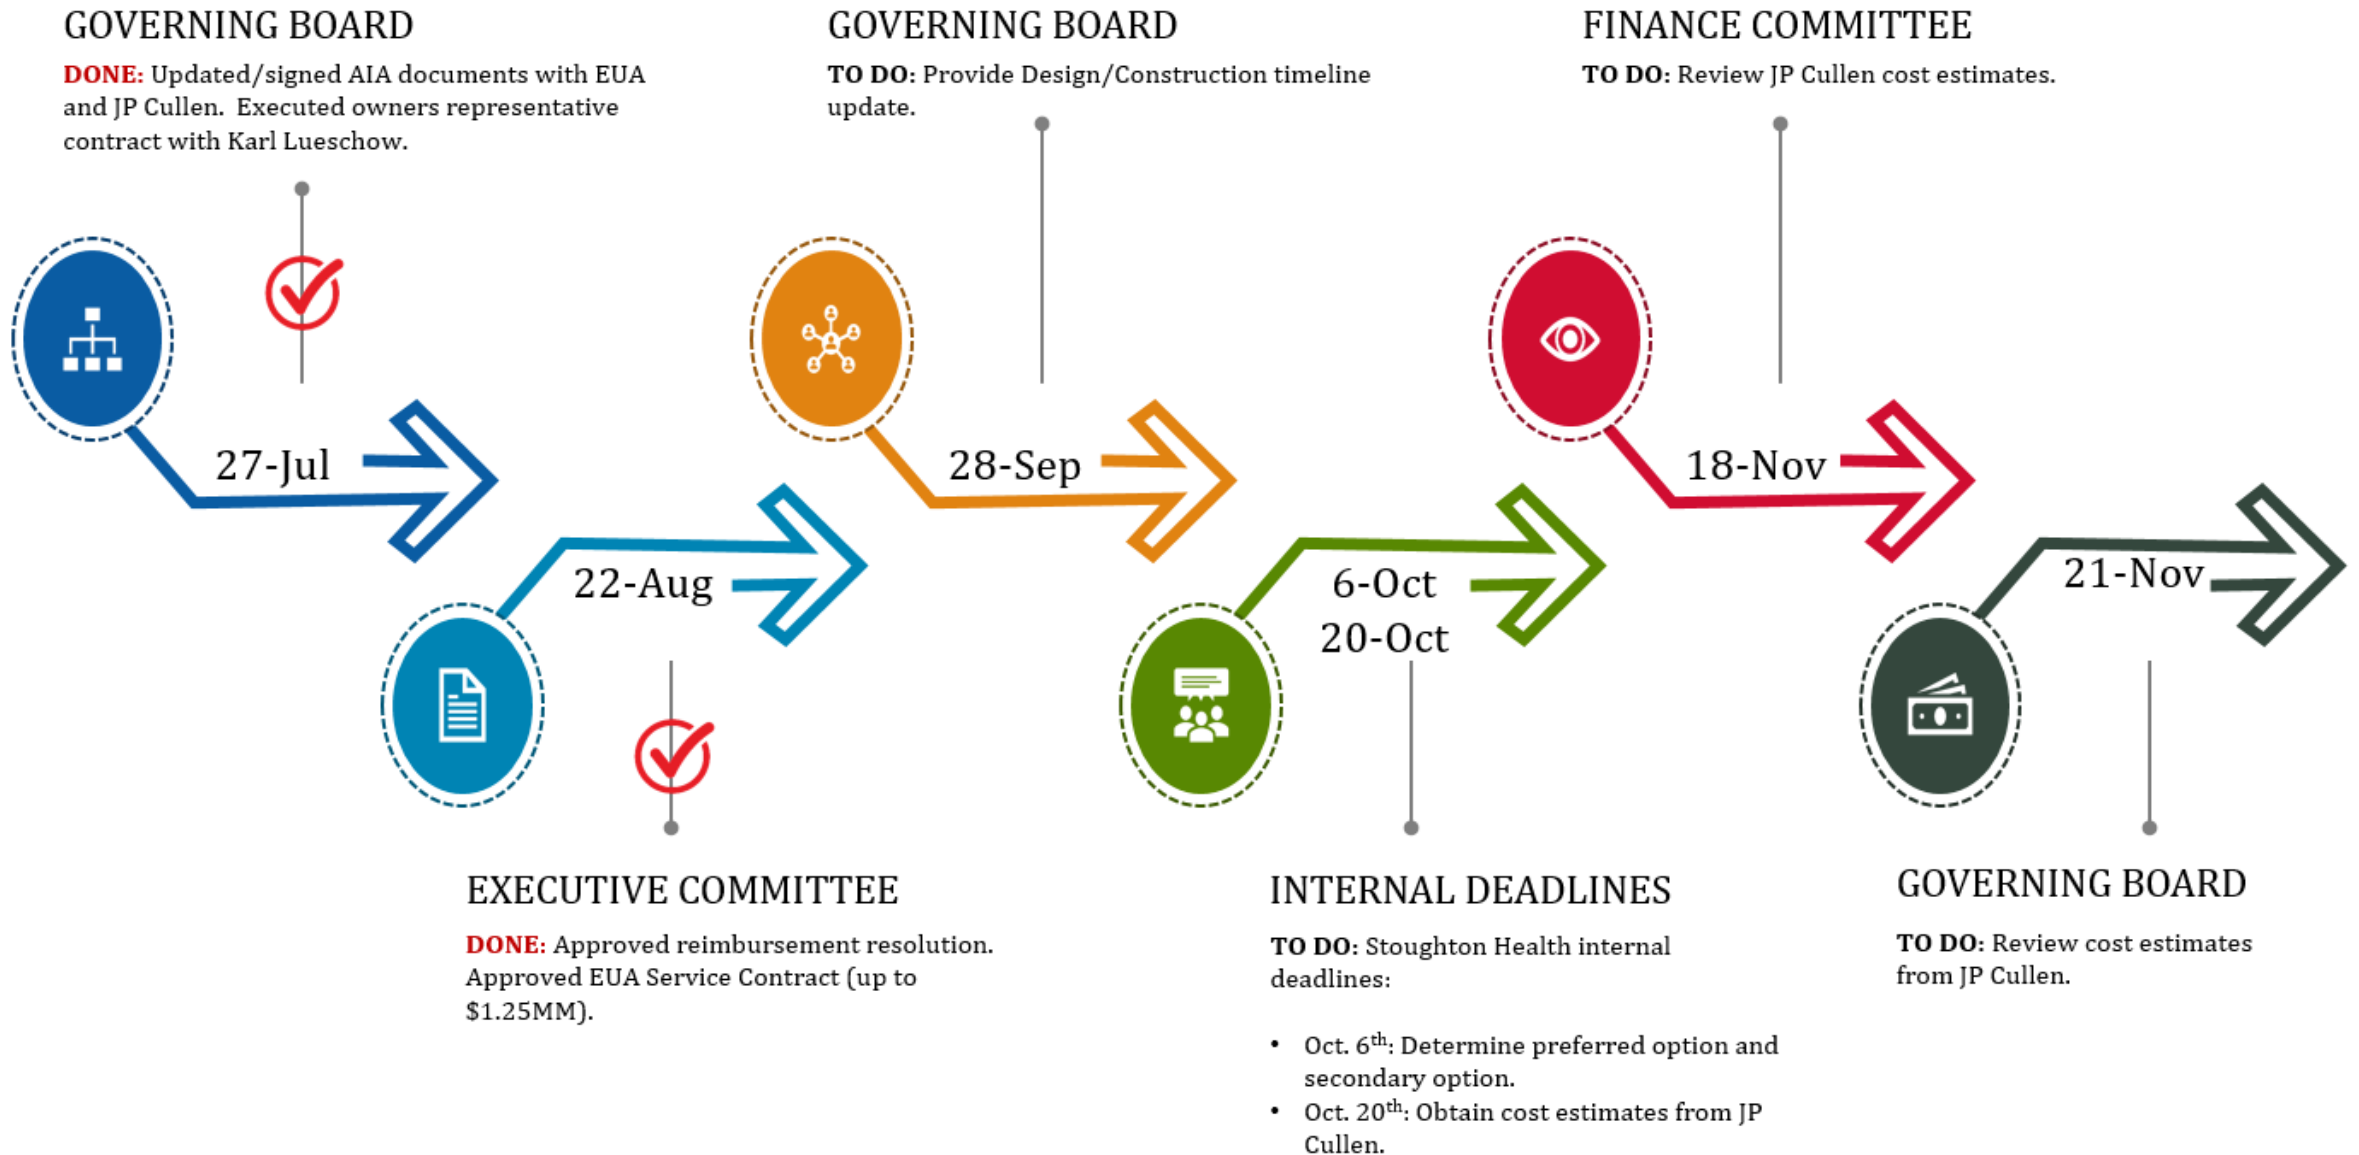 GOVERNING BOARD
DONE: Updated/signed AIA documents with EUA
and JP Cullen.  Executed owners representative
contract with Karl Lueschow.
27-Jul
22-Aug
EXECUTIVE COMMITTEE
DONE: Approved reimbursement resolution.
Approved EUA Service Contract (up to
$1.25MM).
GOVERNING BOARD
TO DO: Provide Design/Construction timeline
update.
28-Sep
6-Oct
20-Oct
INTERNAL DEADLINES
TO DO: Stoughton Health internal
deadlines:
• Oct. 6th: Determine preferred option and
secondary option.
• Oct. 20th: Obtain cost estimates from JP
Cullen.
FINANCE COMMITTEE
TO DO: Review JP Cullen cost estimates.
18-Nov
21-Nov
GOVERNING BOARD
TO DO: Review cost estimates
from JP Cullen.